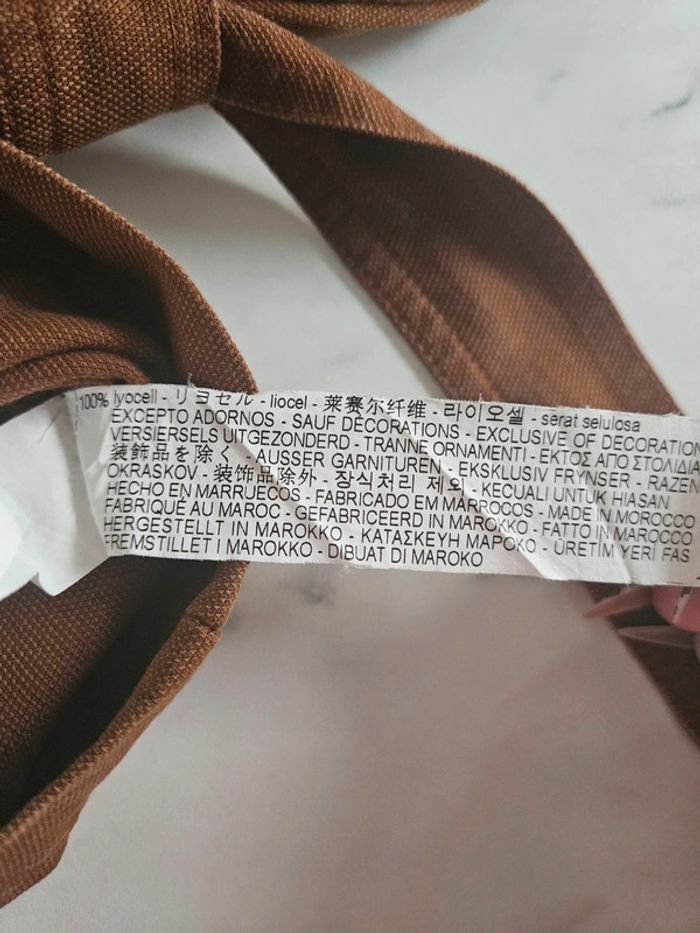 100% lyocell - リヨセル - liocel - 莱赛尔纤维 - 라이오셀 - serat selulosa
EXCEPTO ADORNOS - SAUF DÉCORATIONS - EXCLUSIVE OF DECORATION
VERSIERSELS UITGEZONDERD - TRANNE ORNAMENTI - ΕΚΤΟΣ ΑΠΟ ΣΤΟΛΙΔΙΑ
装飾品を除く - AUSSER GARNITUREN - EKSKLUSIV FRYNSER - RAZEN
OKRASKOV - 装饰品除外 - 장식처리 제외 - KECUALI UNTUK HIASAN
HECHO EN MARRUECOS - FABRICADO EM MARROCOS - MADE IN MOROCCO
FABRIQUÉ AU MAROC - GEFABRICEERD IN MAROKKO - FATTO IN MAROCCO
HERGESTELLT IN MAROKKO - ΚΑΤΑΣΚΕΥΗ ΜΑΡΟΚΟ - ÜRETİM YERİ FAS
FREMSTILLET I MAROKKO - DIBUAT DI MAROKO